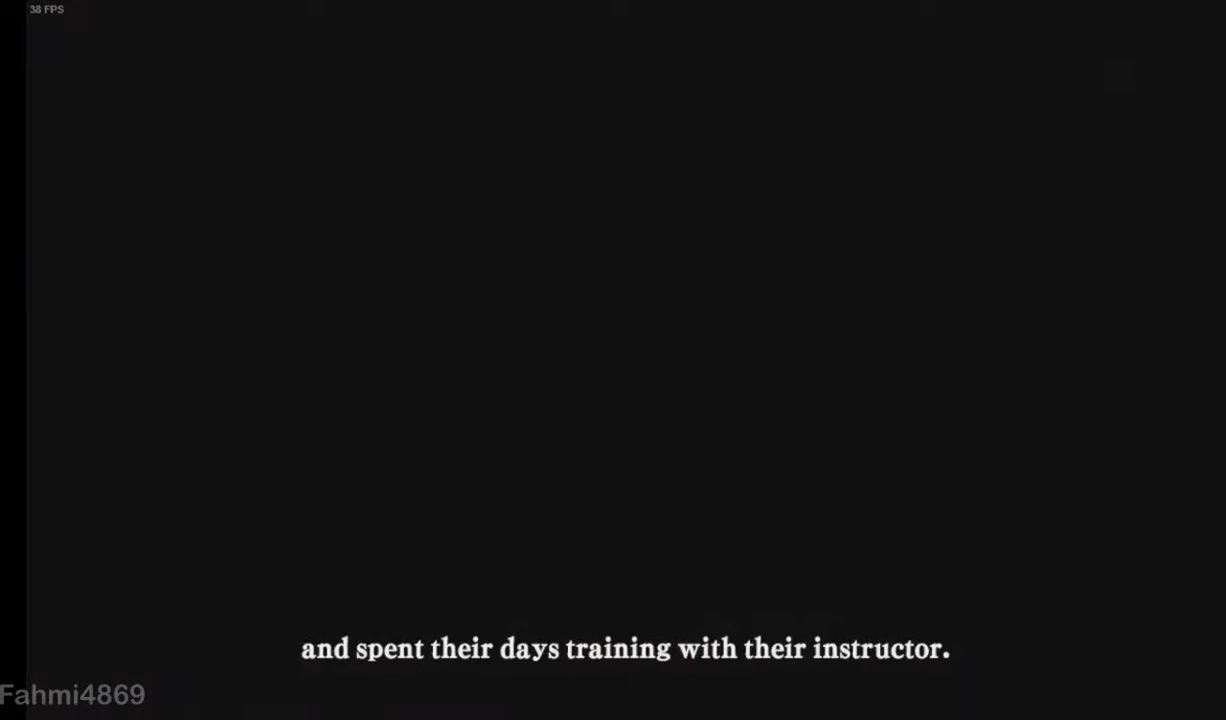 38 FPS
and spent their days training with their instructor.
Fahmi4869